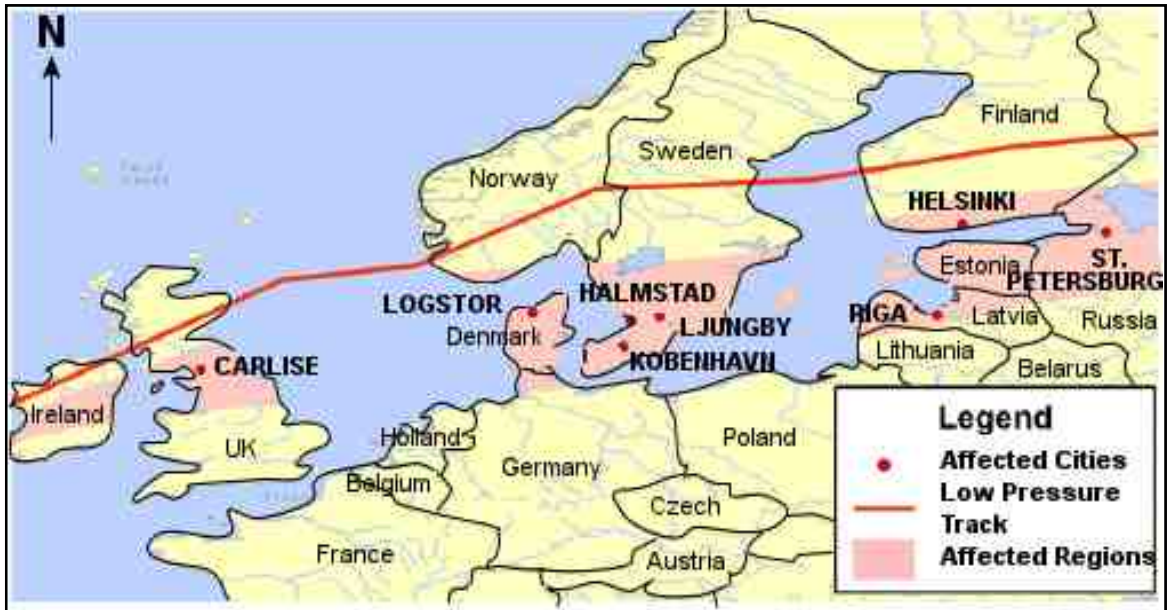 N
Finland
Sweden
Norway
HELSINKI
Estonia
ST.
PETERSBURG
LOGSTOR
HALMSTAD
RIGA
Latvia
Russia
Denmark
LJUNGBY
KOBENHAVN
Lithuania
Belarus
CARLISE
Ireland
UK
Holland
Belgium
Germany
Poland
Czech
Austria
France
Legend
Affected Cities
Low Pressure
Track
Affected Regions